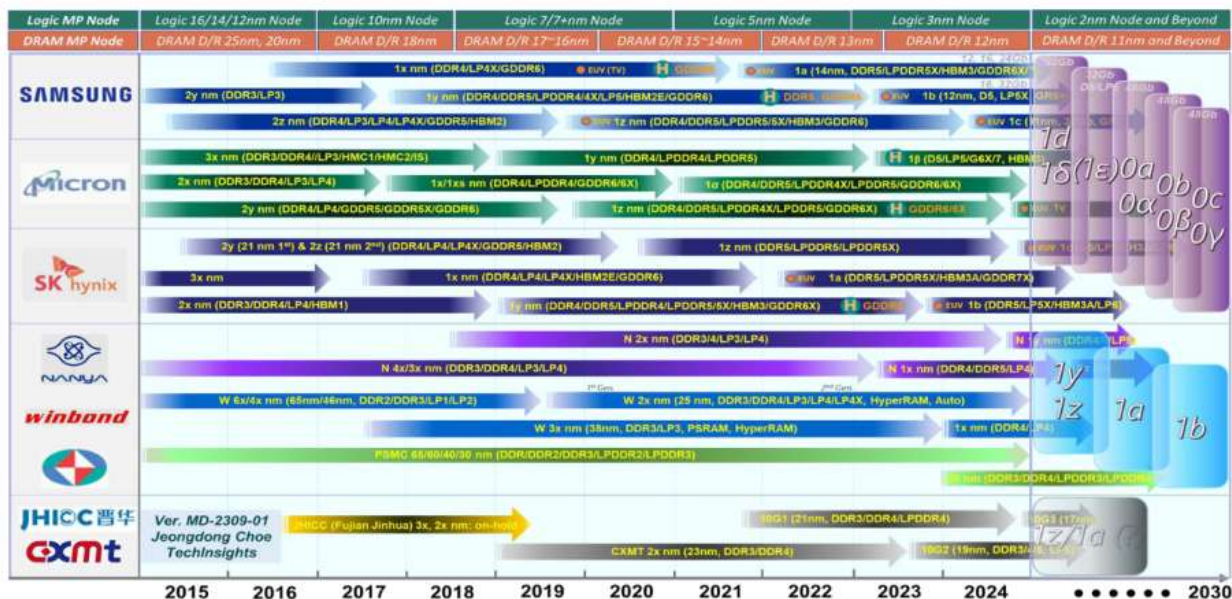 Logic MP Node Logic 16/14/12nm Node Logic 10nm Node Logic 7/7+nm Node Logic 5nm Node Logic 3nm Node Logic 2nm Node and Beyond
DRAM MP Node DRAM D/R 25nm, 20nm DRAM D/R 18nm DRAM D/R 17~16nm DRAM D/R 15~14nm DRAM D/R 13nm DRAM D/R 12nm DRAM D/R 11nm and Beyond
SAMSUNG
1x nm (DDR4/LP4X/GDDR6) EUV (TV) H EUV 1a (14nm, DDR5/LPDDR5X/HBM3/GDDR6X/
2y nm (DDR3/LP3) 1y nm (DDR4/DDR5/LPDDR4/4X/LP5/HBM2E/GDDR6) H EUV 1b (12nm, D5, LP5X,
2z nm (DDR4/LP3/LP4/LP4X/GDDR5/HBM2) EUV 1z nm (DDR4/DDR5/LPDDR5/5X/HBM3/GDDR6) EUV 1c
32Gb
48Gb
48Gb
1d
1δ(1ε)0a
0α 0b
0β 0c
0γ
Micron
3x nm (DDR3/DDR4//LP3/HMC1/HMC2/IS) 1y nm (DDR4/LPDDR4/LPDDR5) H 1β (D5/LP5/G6X/7, HBM3
2x nm (DDR3/DDR4/LP3/LP4) 1x/1xs nm (DDR4/LPDDR4/GDDR6/6X) 1α (DDR4/DDR5/LPDDR4X/LPDDR5/GDDR6/6X)
2y nm (DDR4/LP4/GDDR5/GDDR5X/GDDR6) 1z nm (DDR4/DDR5/LPDDR4X/LPDDR5/GDDR6X) H GDDR6/6X EUV 1γ
SK hynix
2y (21 nm 1st) & 2z (21 nm 2nd) (DDR4/LP4/LP4X/GDDR5/HBM2) 1z nm (DDR5/LPDDR5/LPDDR5X) EUV
3x nm 1x nm (DDR4/LP4/LP4X/HBM2E/GDDR6) EUV 1a (DDR5/LPDDR5X/HBM3A/GDDR7X)
2x nm (DDR3/DDR4/LP4/HBM1) 1y nm (DDR4/DDR5/LPDDR4/LPDDR5/5X/HBM3/GDDR6X) H EUV 1b (DDR5/LP5X/HBM3A/LP6)
NANYA
N 2x nm (DDR3/4/LP3/LP4)
N 4x/3x nm (DDR3/DDR4/LP3/LP4) N 1x nm (DDR4/DDR5/LP4)
1y
1z 1a 1b
winbond
1st Gen. 2nd Gen.
W 6x/4x nm (65nm/46nm, DDR2/DDR3/LP1/LP2) W 2x nm (25 nm, DDR3/DDR4/LP3/LP4/LP4X, HyperRAM, Auto)
W 3x nm (38nm, DDR3/LP3, PSRAM, HyperRAM) 1x nm (DDR4/LP4)
PSMC 65/60/40/30 nm (DDR/DDR2/DDR3/LPDDR2/LPDDR3)
nm (DDR3/DDR4/LPDDR3/LPDDR4
JHICC 晋华
CXMT
Ver. MD-2309-01
Jeongdong Choe
TechInsights
JHICC (Fujian Jinhua) 3x, 2x nm: on-hold 10G1 (21nm, DDR3/DDR4/LPDDR4) 10G3 (17nm
CXMT 2x nm (23nm, DDR3/DDR4) 10G2 (19nm,
1z/1a
2015 2016 2017 2018 2019 2020 2021 2022 2023 2024 2030